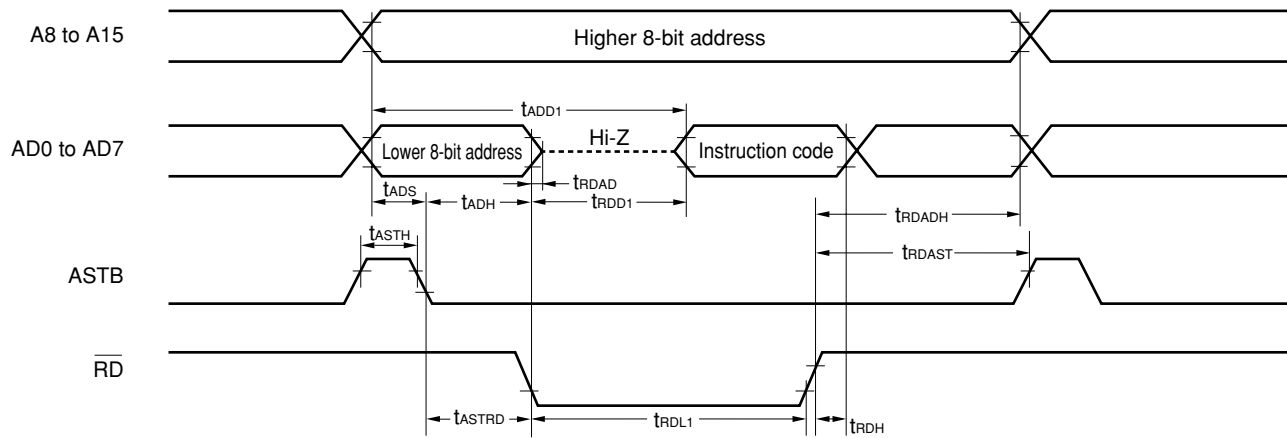 A8 to A15
Higher 8-bit address
tADD1
AD0 to AD7
Lower 8-bit address
Hi-Z
Instruction code
tRDAD
tADS
tADH
tRDD1
tRDADH
tASTH
tRDAST
ASTB
RD
tASTRD
tRDL1
tRDH